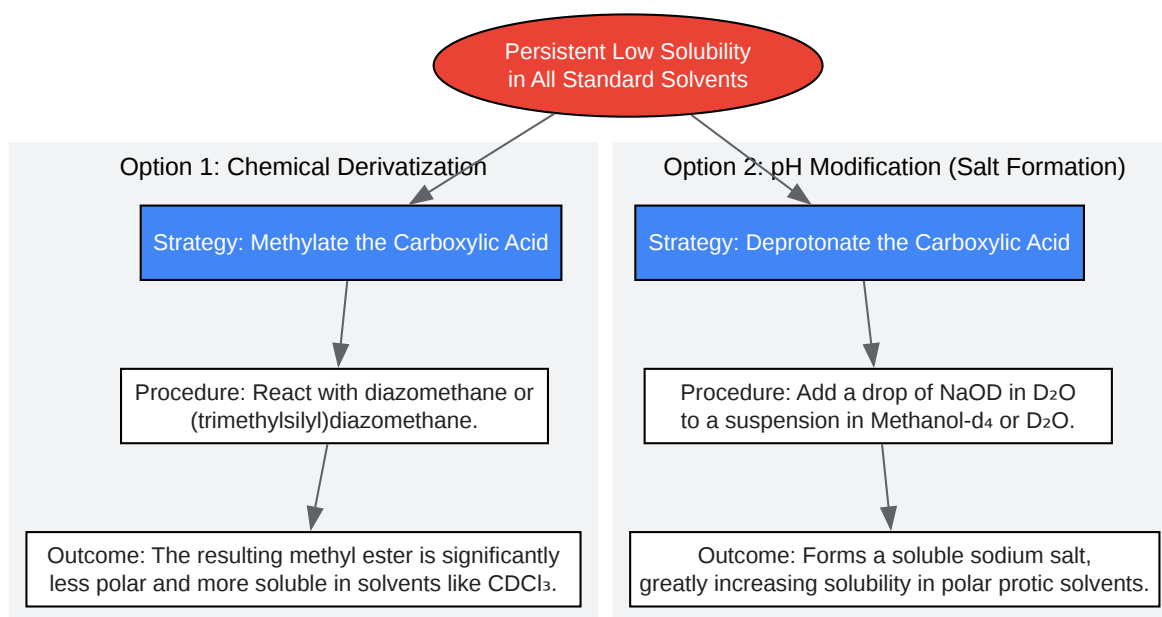 Persistent Low Solubility
in All Standard Solvents
Option 1: Chemical Derivatization
Strategy: Methylate the Carboxylic Acid
Procedure: React with diazomethane or
(trimethylsilyl)diazomethane.
Outcome: The resulting methyl ester is significantly
less polar and more soluble in solvents like CDCl₃.
Option 2: pH Modification (Salt Formation)
Strategy: Deprotonate the Carboxylic Acid
Procedure: Add a drop of NaOD in D₂O
to a suspension in Methanol-d₄ or D₂O.
Outcome: Forms a soluble sodium salt,
greatly increasing solubility in polar protic solvents.